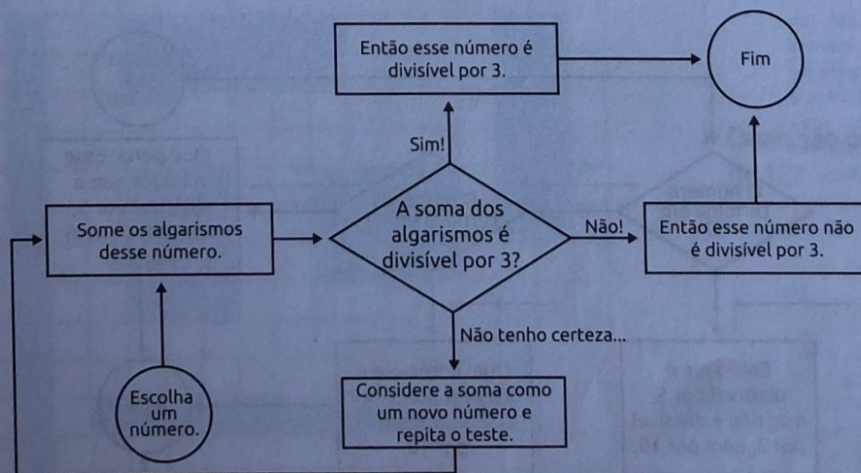 Então esse número é
divisível por 3.
Fim
Sim!
Some os algarismos
desse número.
A soma dos
algarismos é
divisível por 3?
Não!
Então esse número não
é divisível por 3.
Não tenho certeza...
Escolha
um
número.
Considere a soma como
um novo número e
repita o teste.